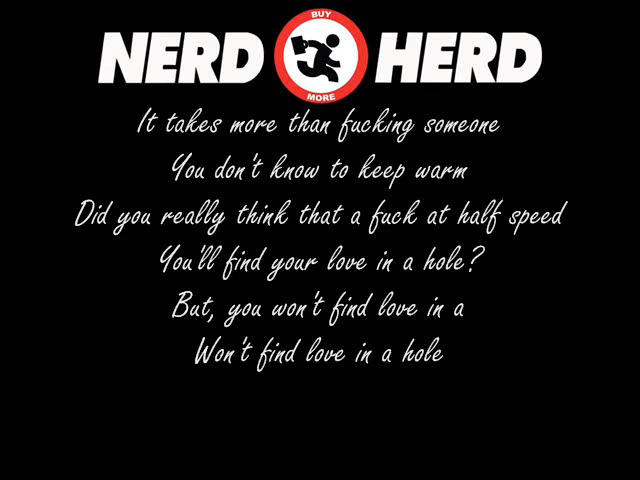 NERD BUY MORE HERD
It takes more than fucking someone
You don't know to keep warm
Did you really think that a fuck at half speed
You'll find your love in a hole?
But, you won't find love in a
Won't find love in a hole